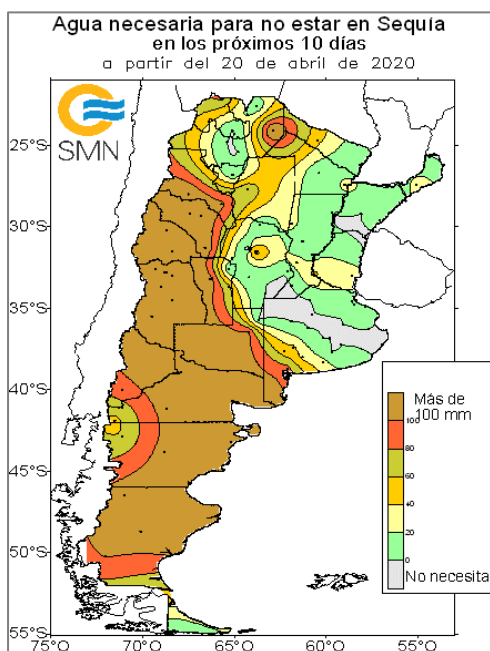 Agua necesaria para no estar en Sequía
en los próximos 10 días
a partir del 20 de abril de 2020
SMN
25°S
30°S
35°S
40°S
45°S
50°S
55°S
75°O 70°O 65°O 60°O 55°O
Más de
100 mm
100
80
60
40
20
0
No necesita